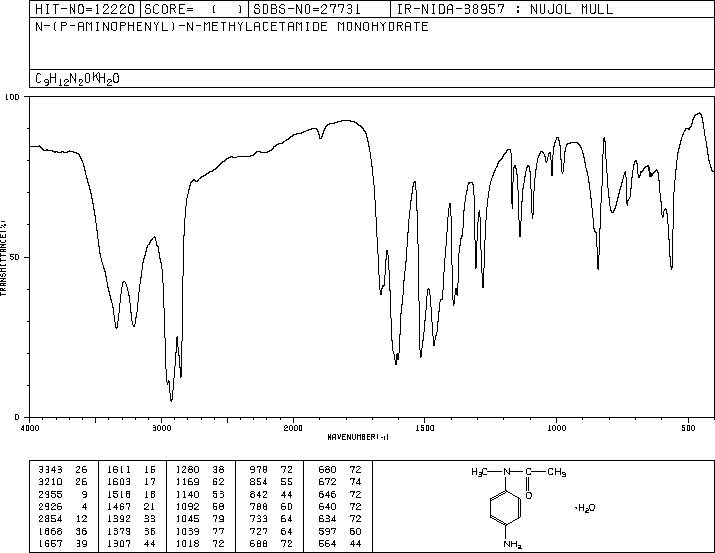 HIT-NO=12220 SCORE= ( ) SDBS-NO=27731 IR-NIDA-38957 : NUJOL MULL
N-(P-AMINOPHENYL)-N-METHYLACETAMIDE MONOHYDRATE
C9H12N2OKH2O
100
50
0
TRANSMITTANCE(%)
4000 3000 2000 1500 1000 500
WAVENUMBER(-1)
3343 26 1611 16 1280 38 978 72 680 72
3210 26 1603 17 1169 62 854 55 672 74
2955 9 1518 18 1140 53 842 44 646 72
2926 4 1467 21 1092 60 788 60 640 72
2854 12 1392 33 1045 79 733 64 634 72
1668 36 1379 36 1039 77 727 64 597 60
1657 39 1307 44 1018 72 688 72 564 44
H3C N C CH3
O
·H2O
NH2